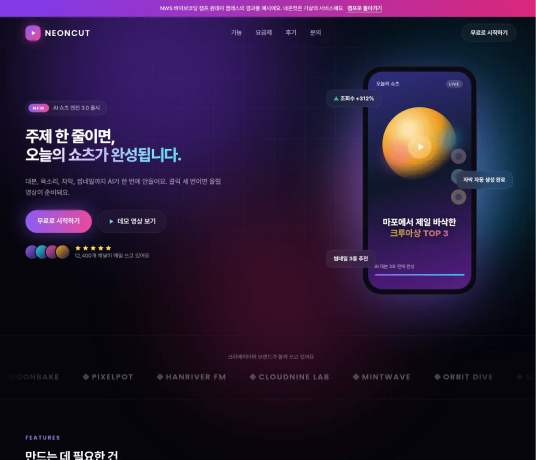 NWS 바이브코딩 캠프 원데이 클래스의 결과물 예시예요. 네온컷은 가상의 서비스예요. 캠프로 돌아가기
NEONCUT
기능
요금제
후기
문의
무료로 시작하기
NEW AI 쇼츠 엔진 3.0 출시
주제 한 줄이면,
오늘의 쇼츠가 완성됩니다.
대본, 목소리, 자막, 썸네일까지 AI가 한 번에 만들어요. 클릭 세 번이면 올릴
영상이 준비돼요.
무료로 시작하기
데모 영상 보기
12,400개 채널이 매일 쓰고 있어요
오늘의 쇼츠
LIVE
▲ 조회수 +312%
자막 자동 생성 완료
마포에서 제일 바삭한
크루아상 TOP 3
썸네일 3종 추천
AI 대본 3초 만에 완성
크리에이터와 브랜드가 함께 쓰고 있어요
MOONBAKE
PIXELPOT
HANRIVER FM
CLOUDNINE LAB
MINTWAVE
ORBIT DIVE
FEATURES
만드는 데 필요한 건